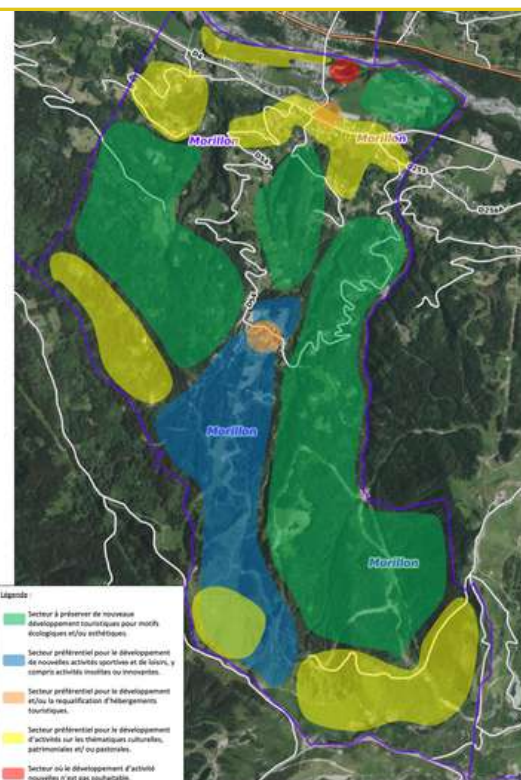 Morillon
Morillon
D255
D256A
Morillon
Morillon
Légende :
Secteur à préserver de nouveaux
développement touristiques pour motifs
écologiques et/ou esthétiques.
Secteur préférentiel pour le développement
de nouvelles activités sportives et de loisirs, y
compris activités insolites ou innovantes.
Secteur préférentiel pour le développement
et/ou la requalification d'hébergements
touristiques.
Secteur préférentiel pour le développement
d'activités sur les thématiques culturelles,
patrimoniales et/ ou pastorales.
Secteur où le développement d'activité
nouvelles n'est pas souhaitable.